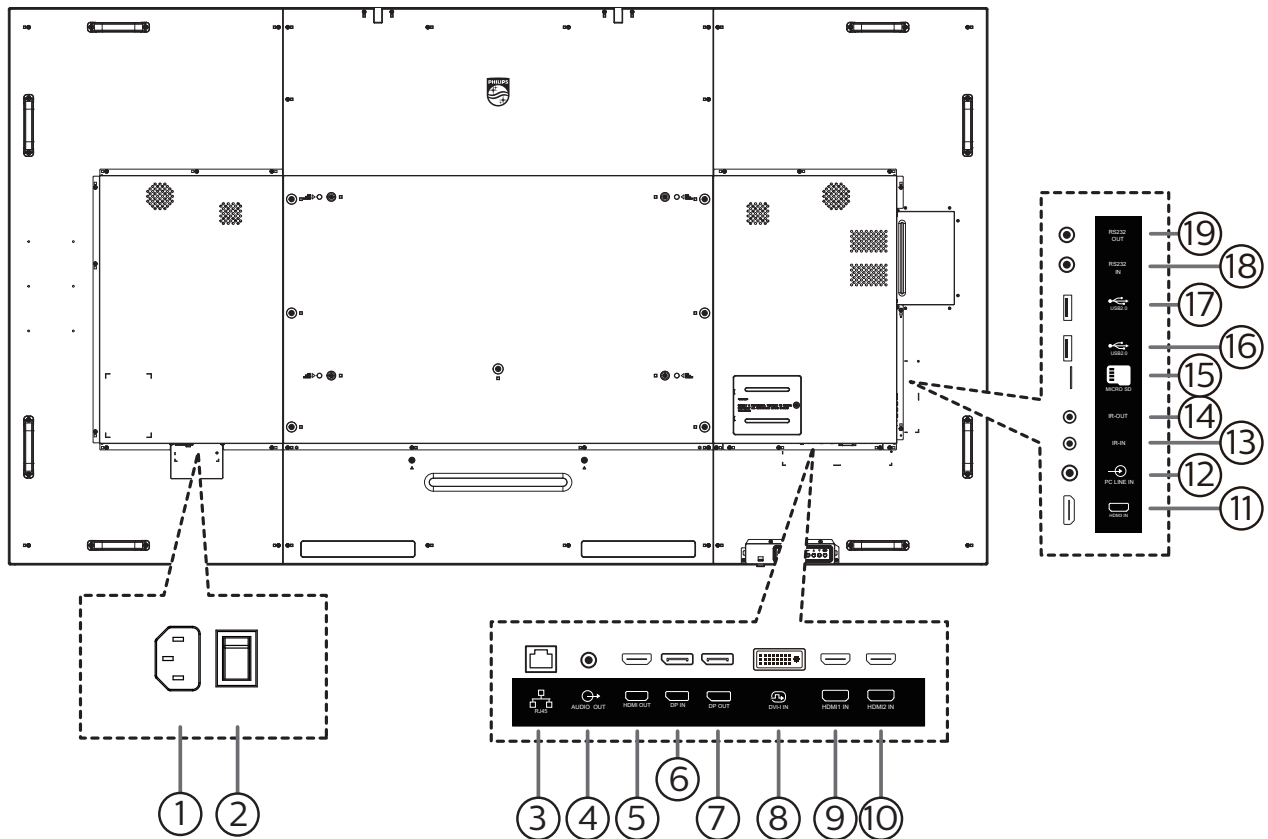 PHILIPS
RS232
OUT
19
RS232
IN
18
USB2.0
17
USB2.0
16
MICRO SD
15
IR-OUT
14
IR-IN
13
PC LINE IN
12
HDMI3 IN
11
RJ45
AUDIO OUT
HDMI OUT
DP IN
DP OUT
DVI-I IN
HDMI1 IN
HDMI2 IN
1
2
3
4
5
6
7
8
9
10